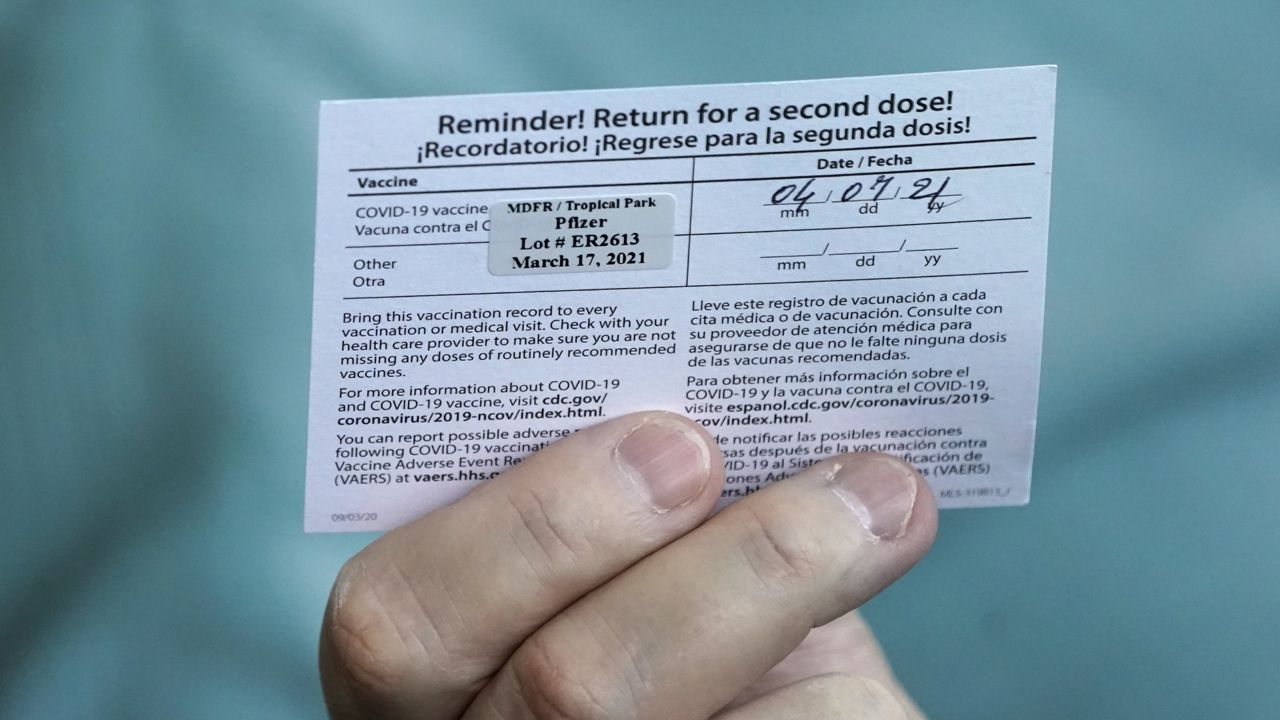 Reminder! Return for a second dose!
¡Recordatorio! ¡Regrese para la segunda dosis!
Vaccine
Date / Fecha
COVID-19 vaccine
Vacuna contra el C
MDFR / Tropical Park
Pfizer
Lot # ER2613
March 17, 2021
04 / 07 / 21
mm dd yy
Other
Otra
/ /
mm dd yy
Bring this vaccination record to every
vaccination or medical visit. Check with your
health care provider to make sure you are not
missing any doses of routinely recommended
vaccines.
For more information about COVID-19
and COVID-19 vaccine, visit cdc.gov/
coronavirus/2019-ncov/index.html.
You can report possible adverse
following COVID-19
Vaccine Adverse Event
(VAERS) at vaers.hhs.
09/03/20
Lleve este registro de vacunación a cada
cita médica o de vacunación. Consulte con
su proveedor de atención médica para
asegurarse de que no le falte ninguna dosis
de las vacunas recomendadas.
Para obtener más información sobre el
COVID-19 y la vacuna contra el COVID-19,
visite espanol.cdc.gov/coronavirus/2019-
cov/index.html.
de notificar las posibles reacciones
después de la vacunación contra
al
(VAERS)